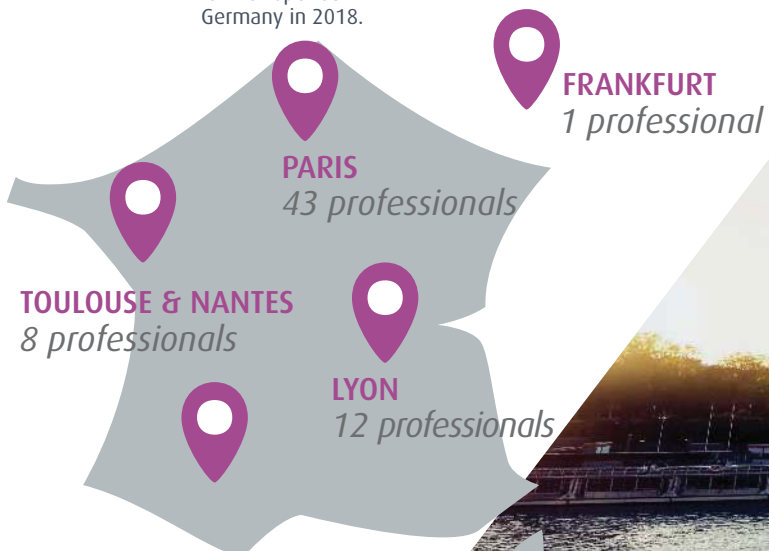 Germany in 2018.
FRANKFURT
1 professional
PARIS
43 professionals
TOULOUSE & NANTES
8 professionals
LYON
12 professionals